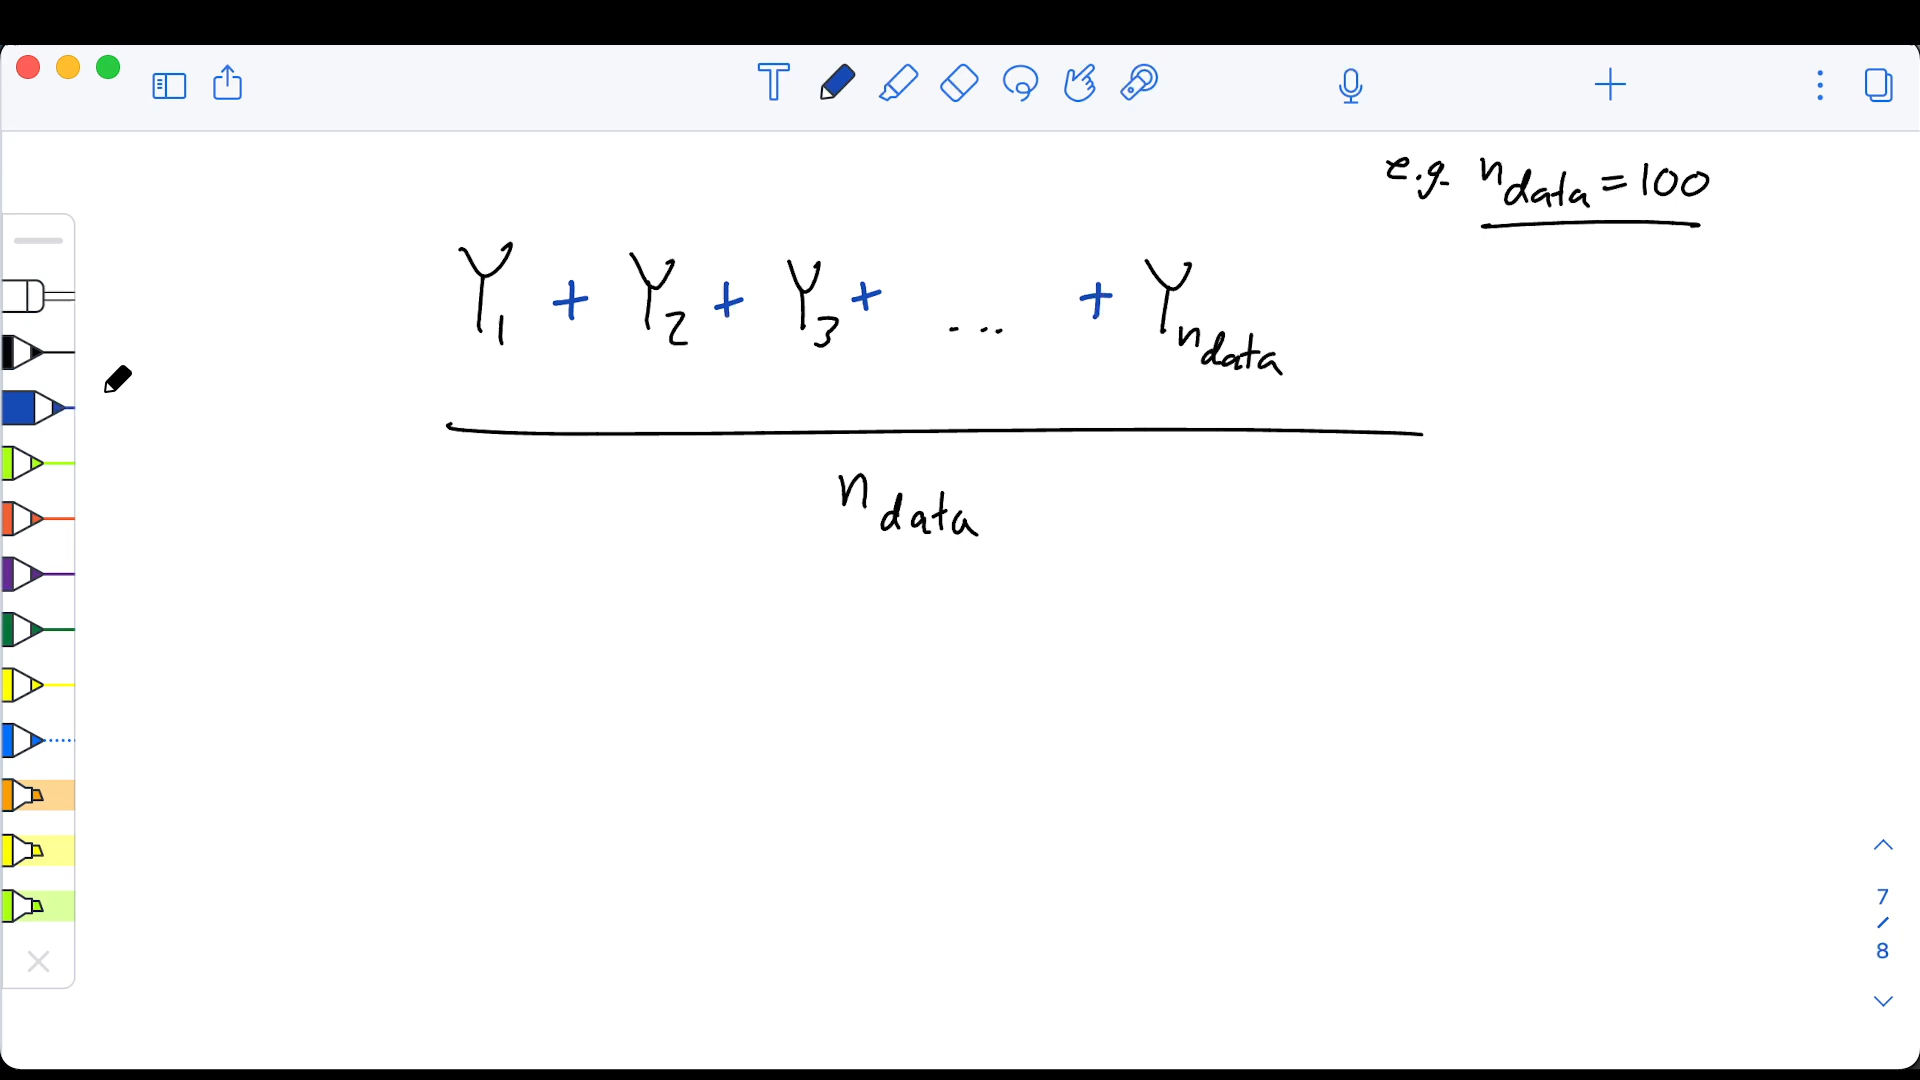 e.g. n_data = 100
Y_1 + Y_2 + Y_3 + ... + Y_n_data
n_data
7
/
8